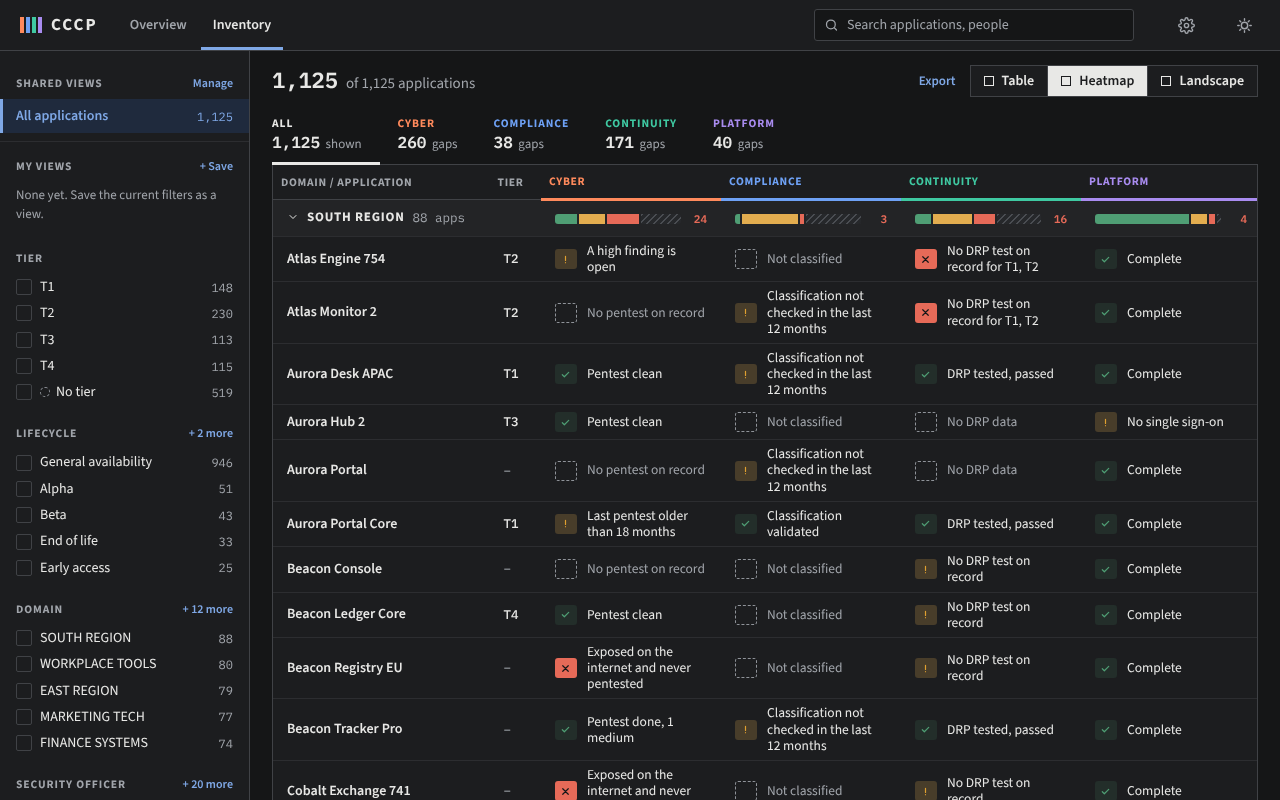 CCCP
Overview
Inventory
Search applications, people
SHARED VIEWS
Manage
All applications
1,125
MY VIEWS
+ Save
None yet. Save the current filters as a
view.
TIER
T1
148
T2
230
T3
113
T4
115
No tier
519
LIFECYCLE
+ 2 more
General availability
946
Alpha
51
Beta
43
End of life
33
Early access
25
DOMAIN
+ 12 more
SOUTH REGION
88
WORKPLACE TOOLS
80
EAST REGION
79
MARKETING TECH
77
FINANCE SYSTEMS
74
SECURITY OFFICER
+ 20 more
1,125 of 1,125 applications
Export
Table
Heatmap
Landscape
ALL
1,125 shown
CYBER
260 gaps
COMPLIANCE
38 gaps
CONTINUITY
171 gaps
PLATFORM
40 gaps
DOMAIN / APPLICATION
TIER
CYBER
COMPLIANCE
CONTINUITY
PLATFORM
SOUTH REGION 88 apps
24
3
16
4
Atlas Engine 754
T2
A high finding is
open
Not classified
No DRP test on
record for T1, T2
Complete
Atlas Monitor 2
T2
No pentest on record
Classification not
checked in the last
12 months
No DRP test on
record for T1, T2
Complete
Aurora Desk APAC
T1
Pentest clean
Classification not
checked in the last
12 months
DRP tested, passed
Complete
Aurora Hub 2
T3
Pentest clean
Not classified
No DRP data
No single sign-on
Aurora Portal
–
No pentest on record
Classification not
checked in the last
12 months
No DRP data
Complete
Aurora Portal Core
T1
Last pentest older
than 18 months
Classification
validated
DRP tested, passed
Complete
Beacon Console
–
No pentest on record
Not classified
No DRP test on
record
Complete
Beacon Ledger Core
T4
Pentest clean
Not classified
No DRP test on
record
Complete
Beacon Registry EU
–
Exposed on the
internet and never
pentested
Not classified
No DRP test on
record
Complete
Beacon Tracker Pro
–
Pentest done, 1
medium
Classification not
checked in the last
12 months
DRP tested, passed
Complete
Cobalt Exchange 741
–
Exposed on the
internet and never
Not classified
No DRP test on
record
Complete